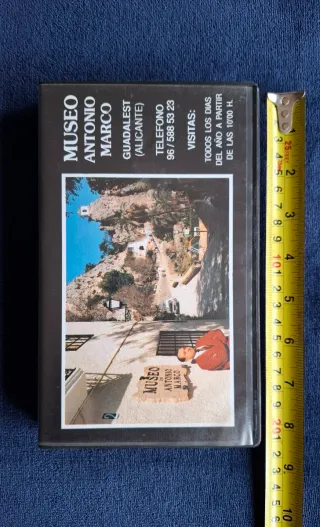 MUSEO
ANTONIO
MARCO
GUADALEST
(ALICANTE)
TELEFONO
96 / 588 53 23
VISITAS:
TODOS LOS DIAS
DEL AÑO A PARTIR
DE LAS 10'00 H.
MUSEO
ANTONIO
MARCO